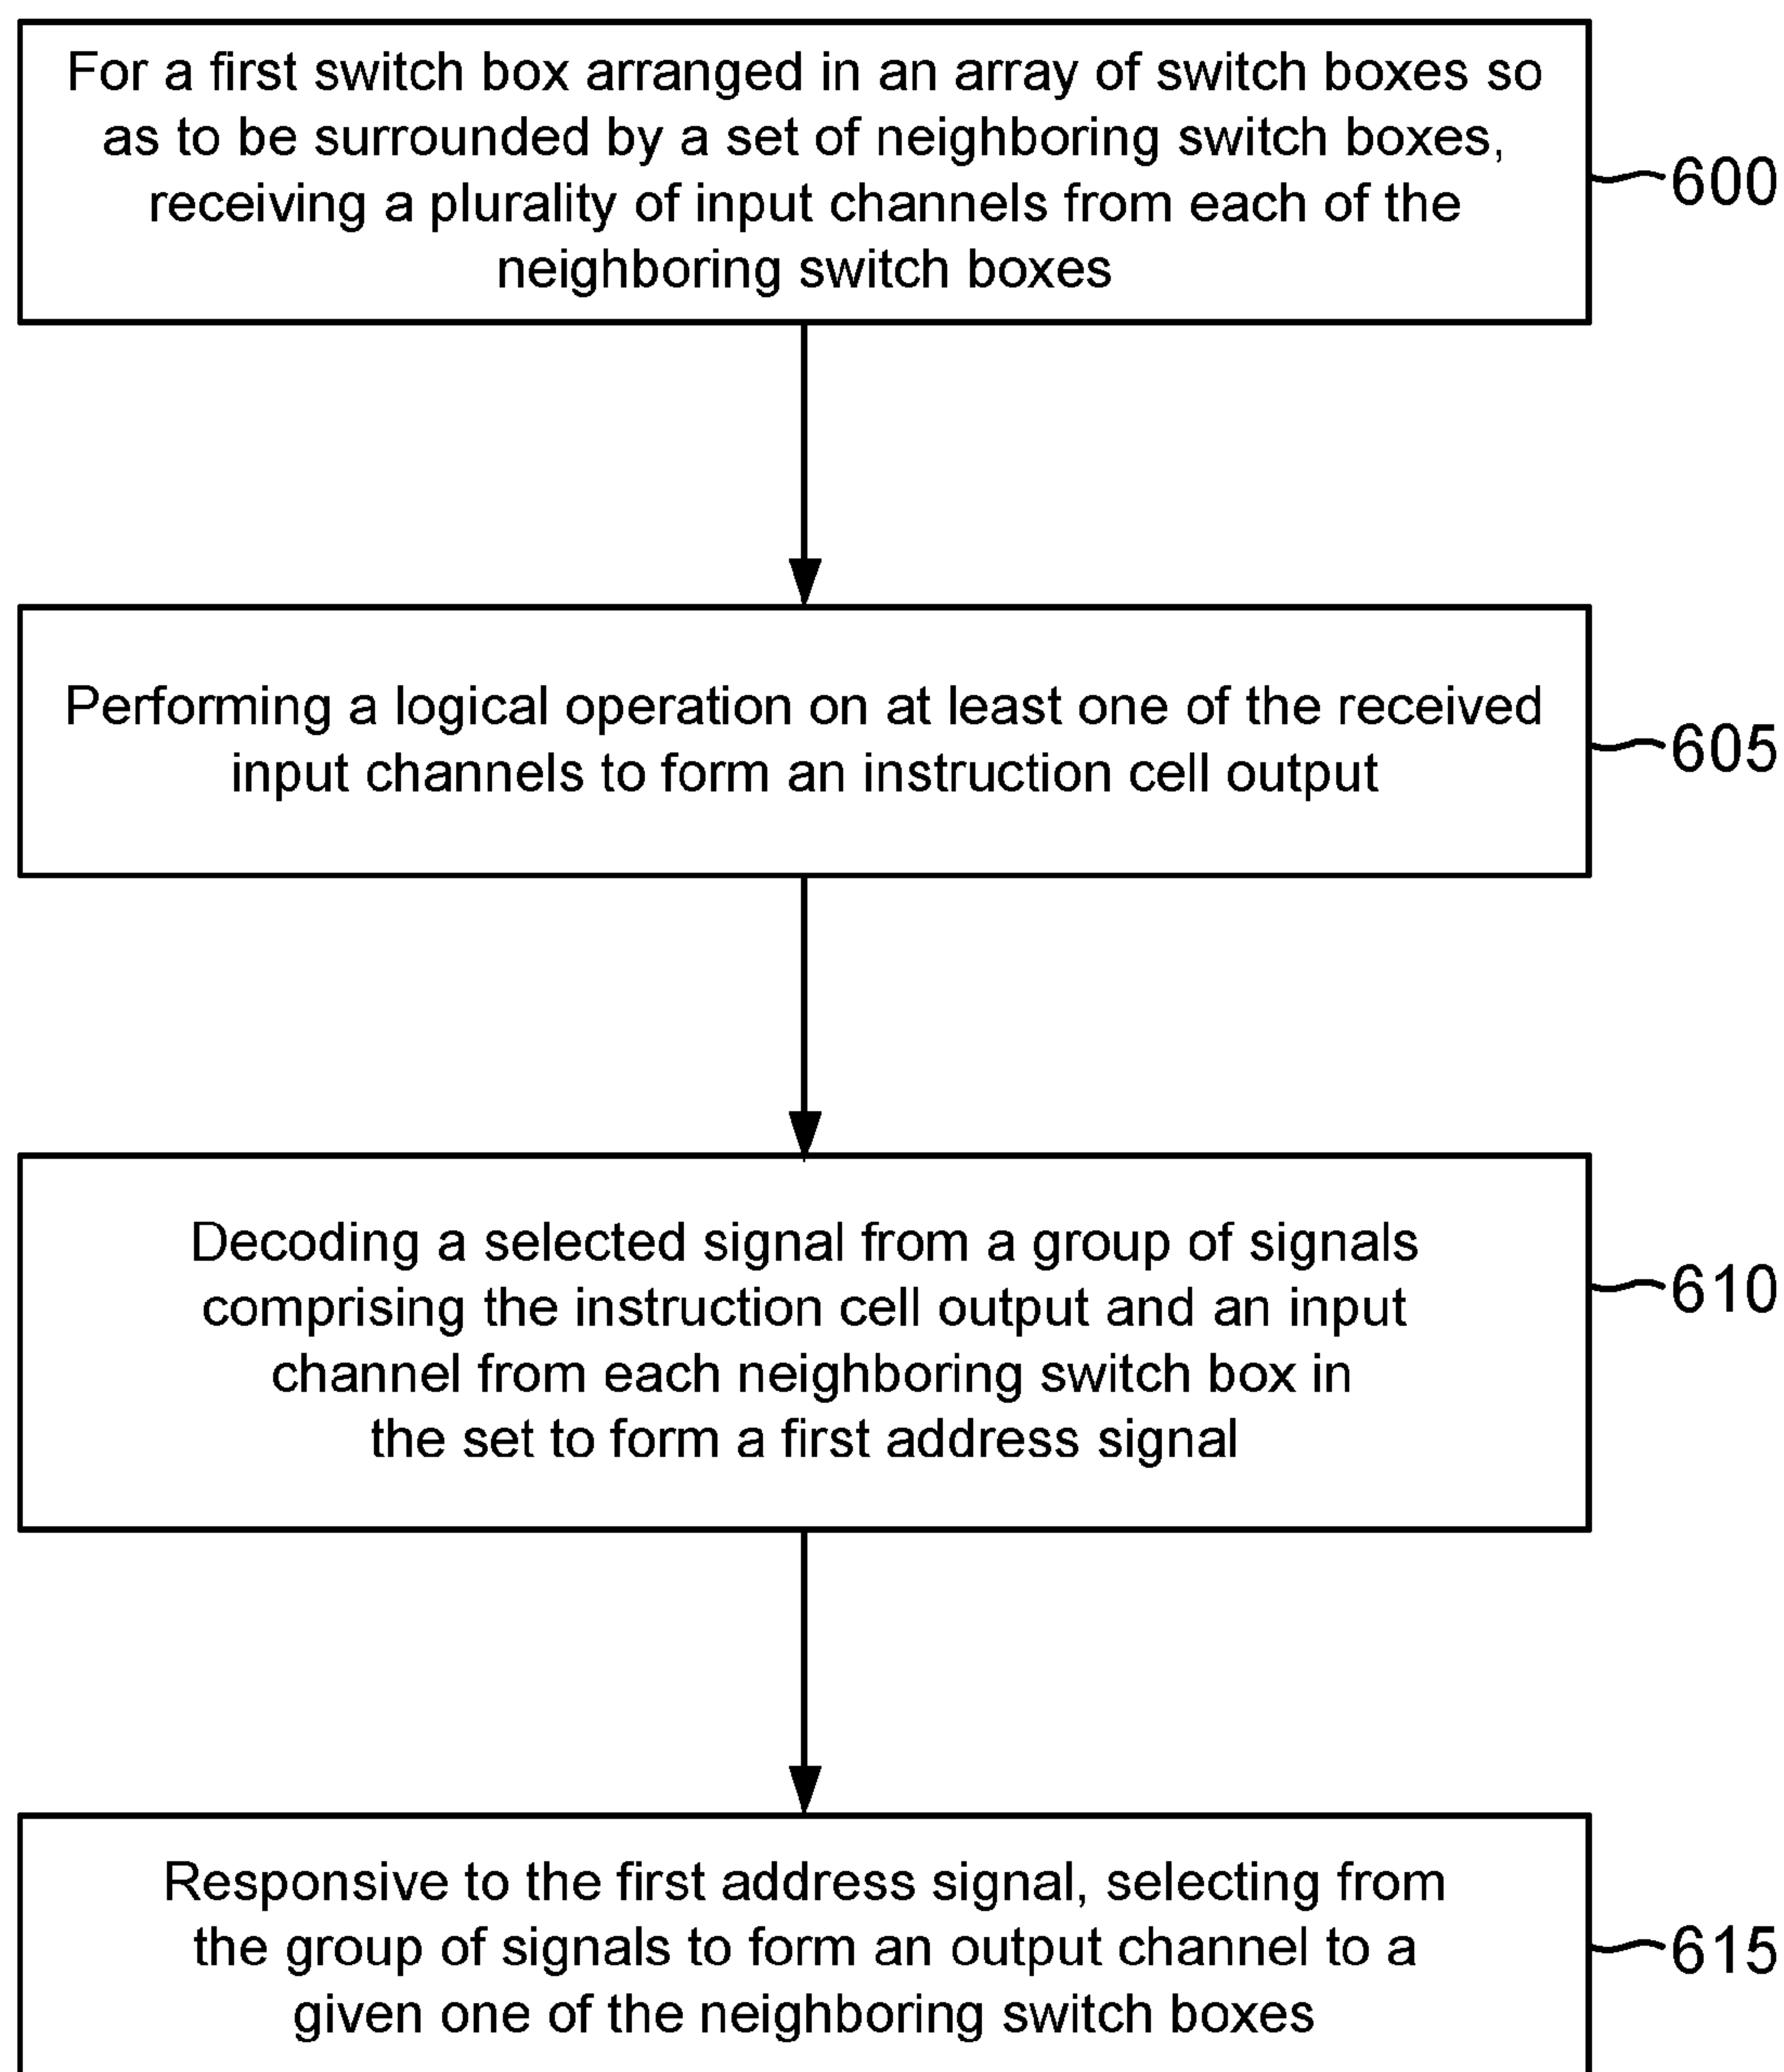 For a first switch box arranged in an array of switch boxes so
as to be surrounded by a set of neighboring switch boxes,
receiving a plurality of input channels from each of the
neighboring switch boxes
600
Performing a logical operation on at least one of the received
input channels to form an instruction cell output
605
Decoding a selected signal from a group of signals
comprising the instruction cell output and an input
channel from each neighboring switch box in
the set to form a first address signal
610
Responsive to the first address signal, selecting from
the group of signals to form an output channel to a
given one of the neighboring switch boxes
615